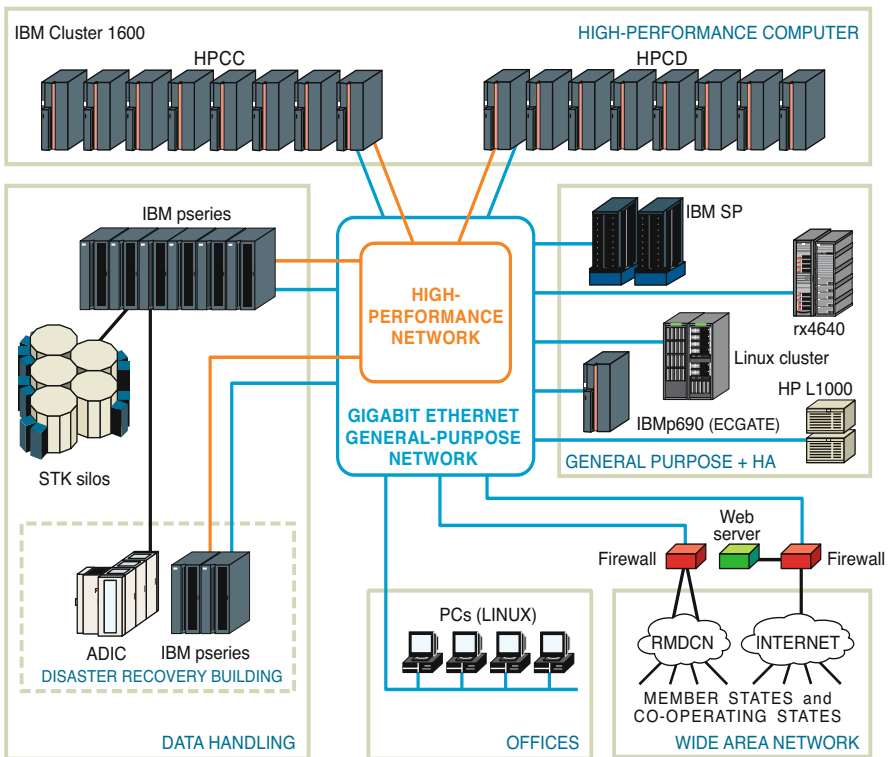 IBM Cluster 1600
HIGH-PERFORMANCE COMPUTER
HPCC
HPCD
IBM pseries
STK silos
ADIC
IBM pseries
DISASTER RECOVERY BUILDING
DATA HANDLING
HIGH-
PERFORMANCE
NETWORK
GIGABIT ETHERNET
GENERAL-PURPOSE
NETWORK
IBM SP
rx4640
Linux cluster
HP L1000
IBMp690 (ECGATE)
GENERAL PURPOSE + HA
PCs (LINUX)
OFFICES
Web
server
Firewall
Firewall
RMDCN
INTERNET
MEMBER STATES and
CO-OPERATING STATES
WIDE AREA NETWORK